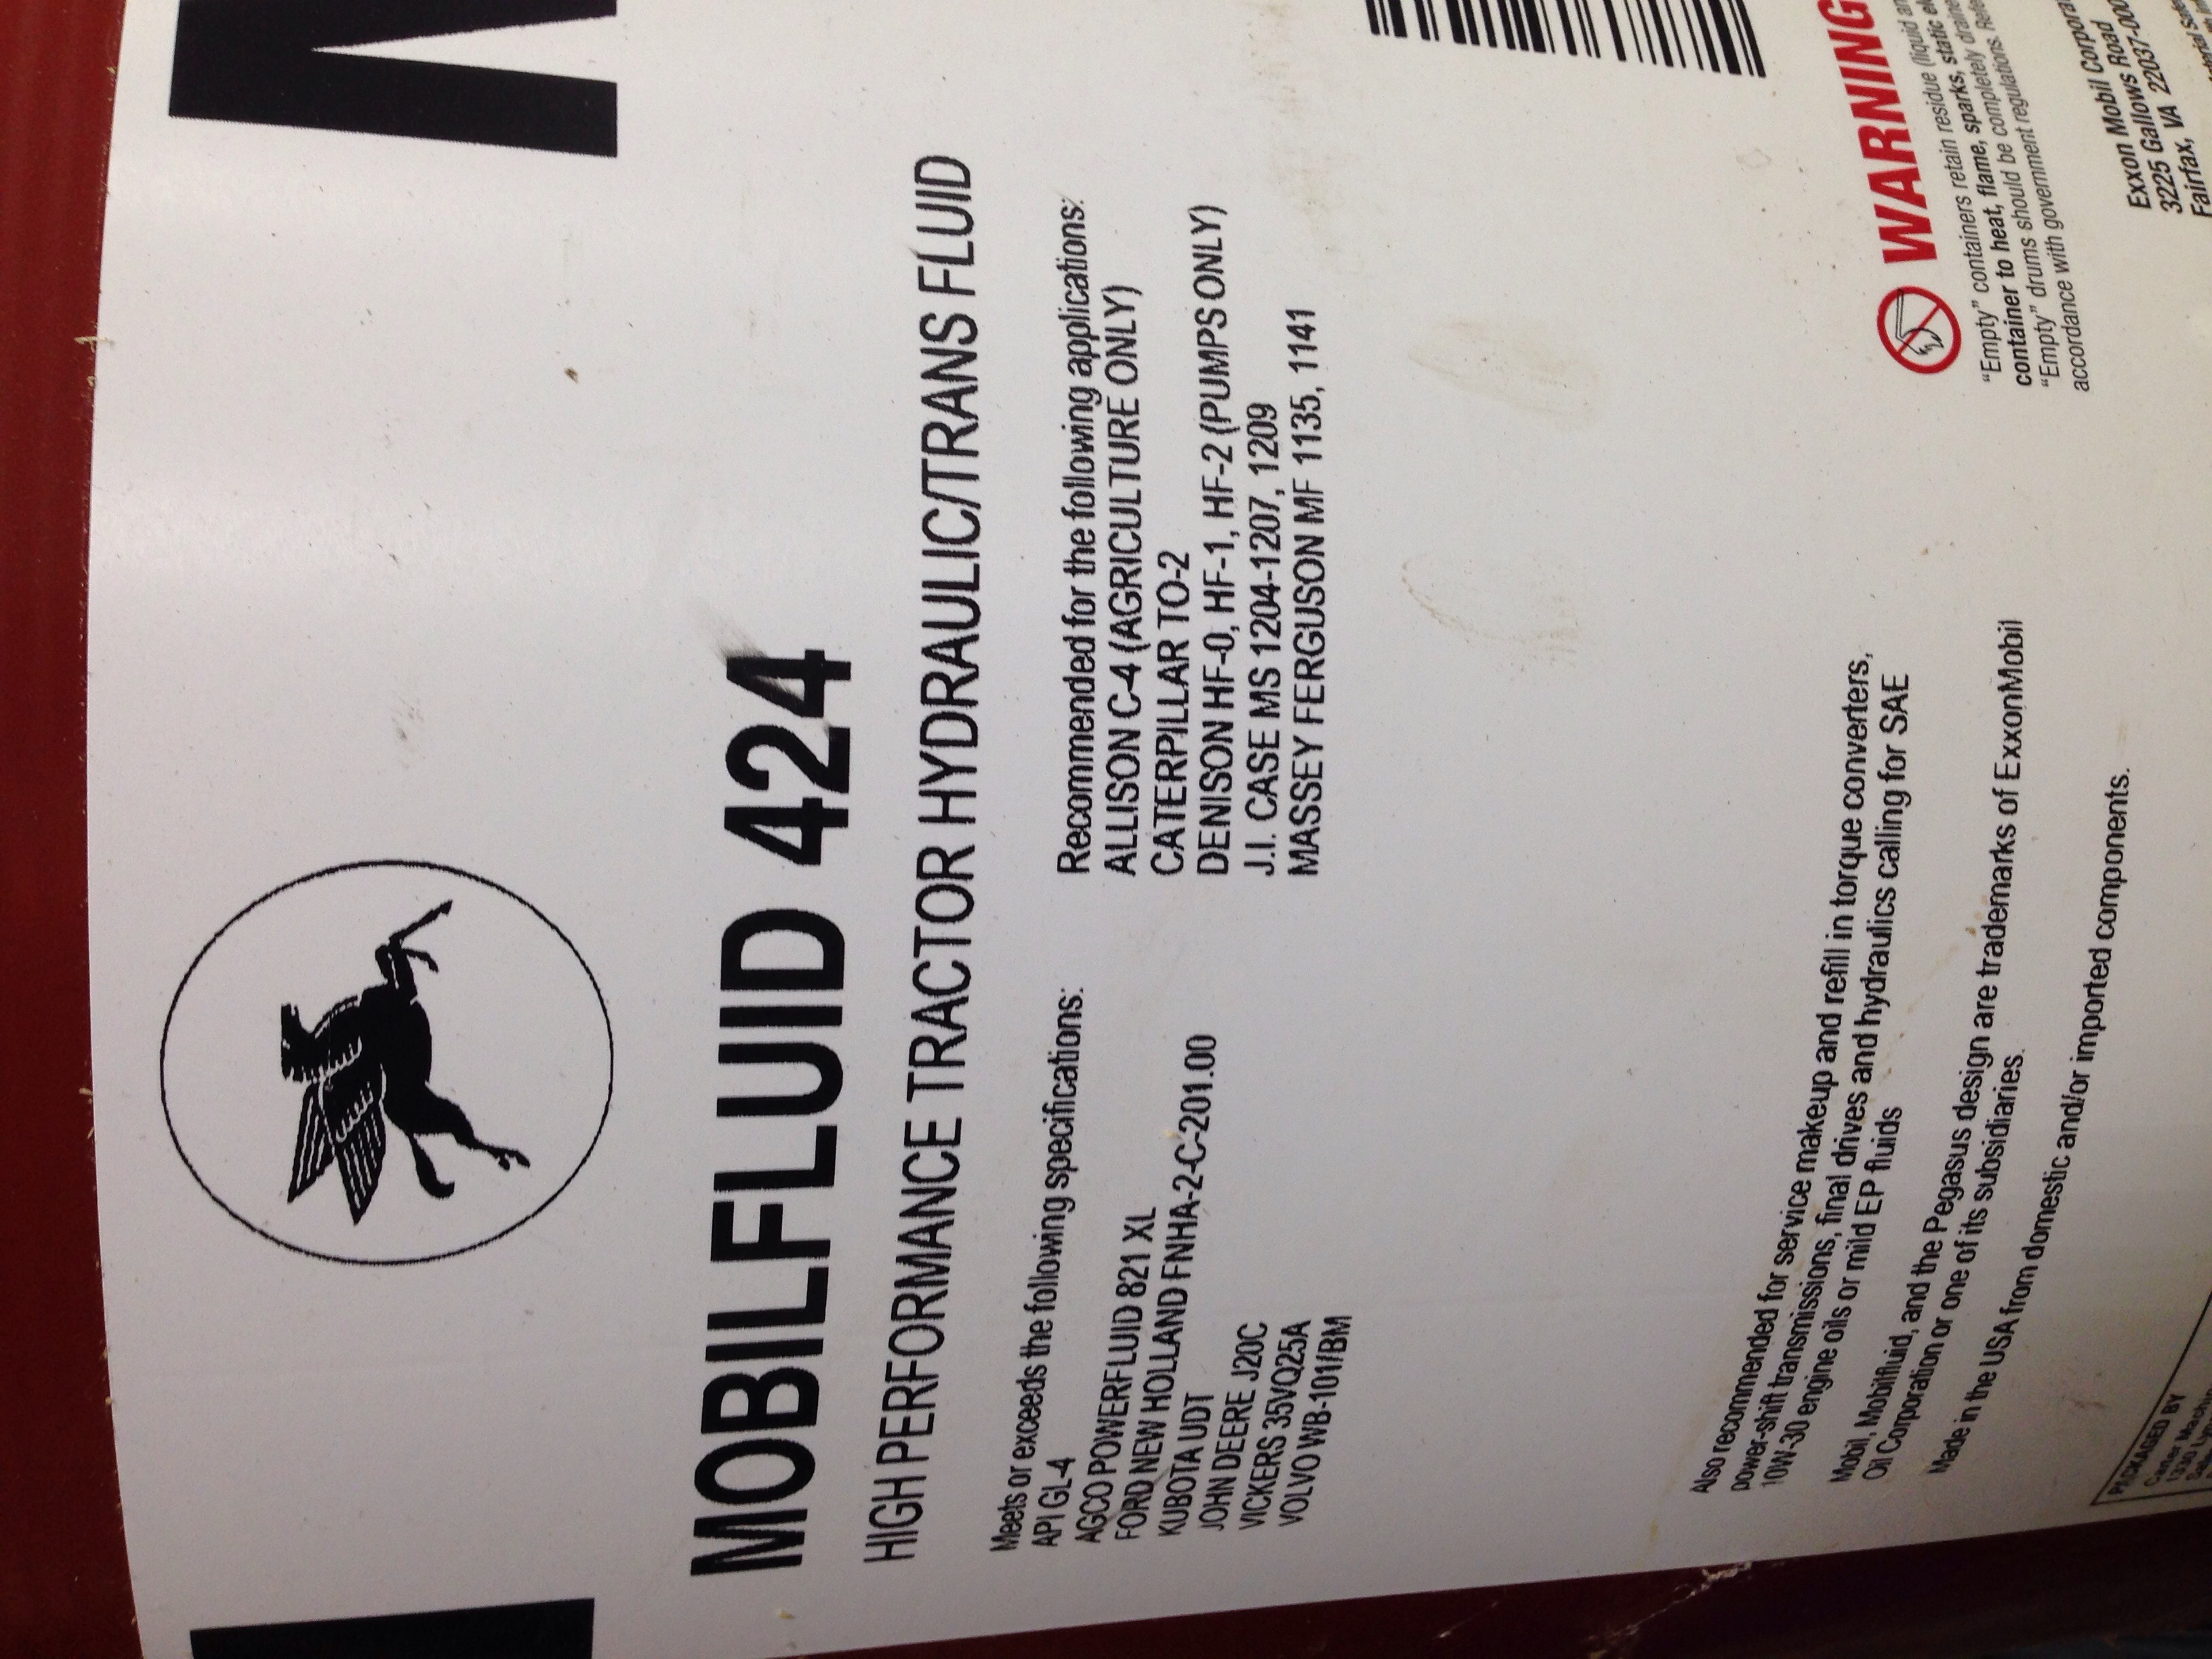 MOBILFLUID 424
HIGH PERFORMANCE TRACTOR HYDRAULIC/TRANS FLUID
Meets or exceeds the following specifications:
API GL-4
AGCO POWERFLUID 821 XL
FORD NEW HOLLAND FNHA-2-C-201.00
KUBOTA UDT
JOHN DEERE J20C
VICKERS 35VQ25A
VOLVO WB-101/BM
Recommended for the following applications:
ALLISON C-4 (AGRICULTURE ONLY)
CATERPILLAR TO-2
DENISON HF-0, HF-1, HF-2 (PUMPS ONLY)
J.I. CASE MS 1204-1207, 1209
MASSEY FERGUSON MF 1135, 1141
Also recommended for service makeup and refill in torque converters,
power-shift transmissions, final drives and hydraulics calling for SAE
10W-30 engine oils or mild EP fluids
Mobil, Mobilfluid, and the Pegasus design are trademarks of ExxonMobil
Oil Corporation or one of its subsidiaries.
Made in the USA from domestic and/or imported components.
PACKAGED BY
WARNING
"Empty" containers retain residue (liquid
container to heat, flame, sparks, static
"Empty" drums should be completely drained
accordance with government regulations.
Exxon Mobil
3225 Gallows Road
Fairfax, VA 22037